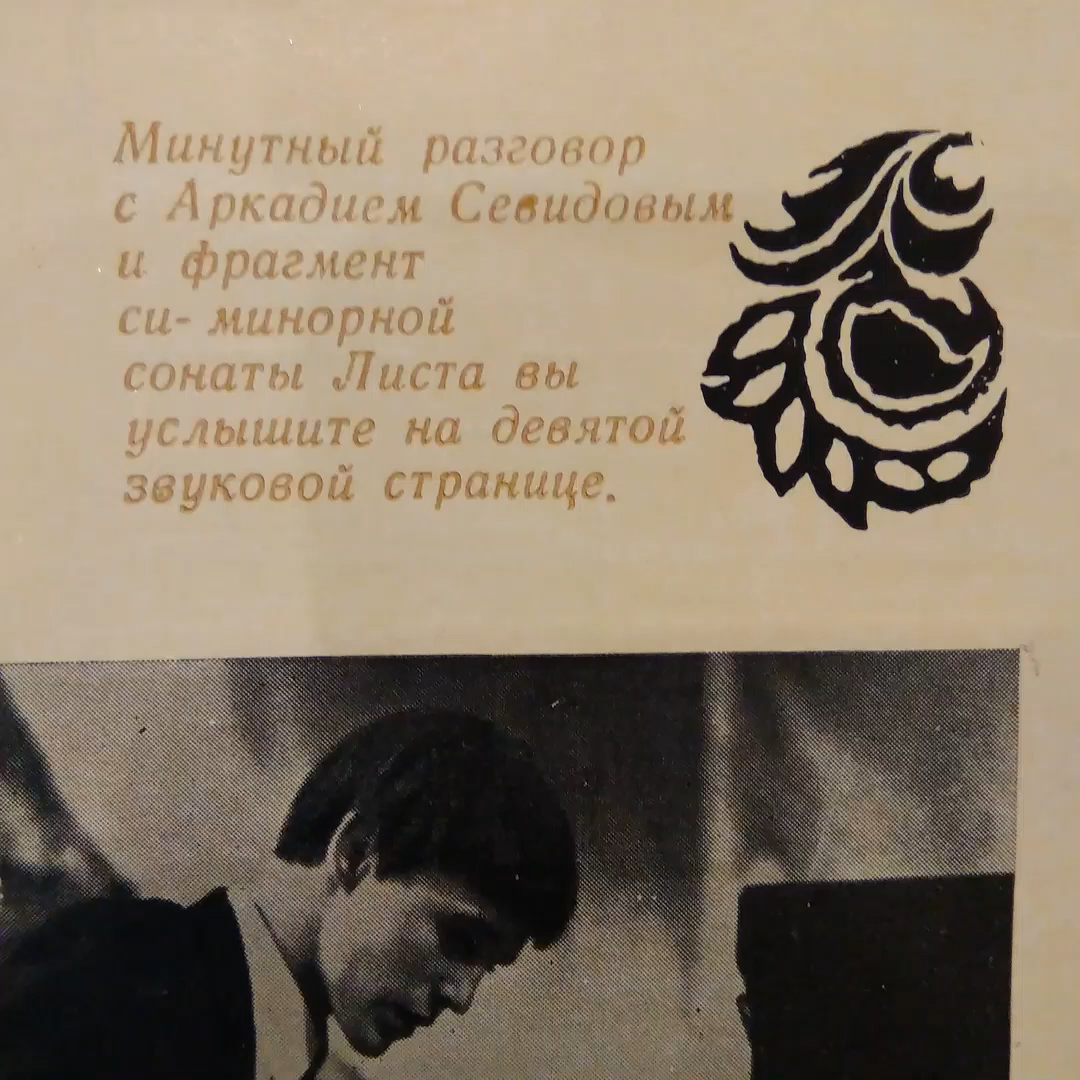 Минутный разговор
с Аркадием Севидовым
и фрагмент
си- минорной
сонаты Листа вы
услышите на девятой
звуковой странице.